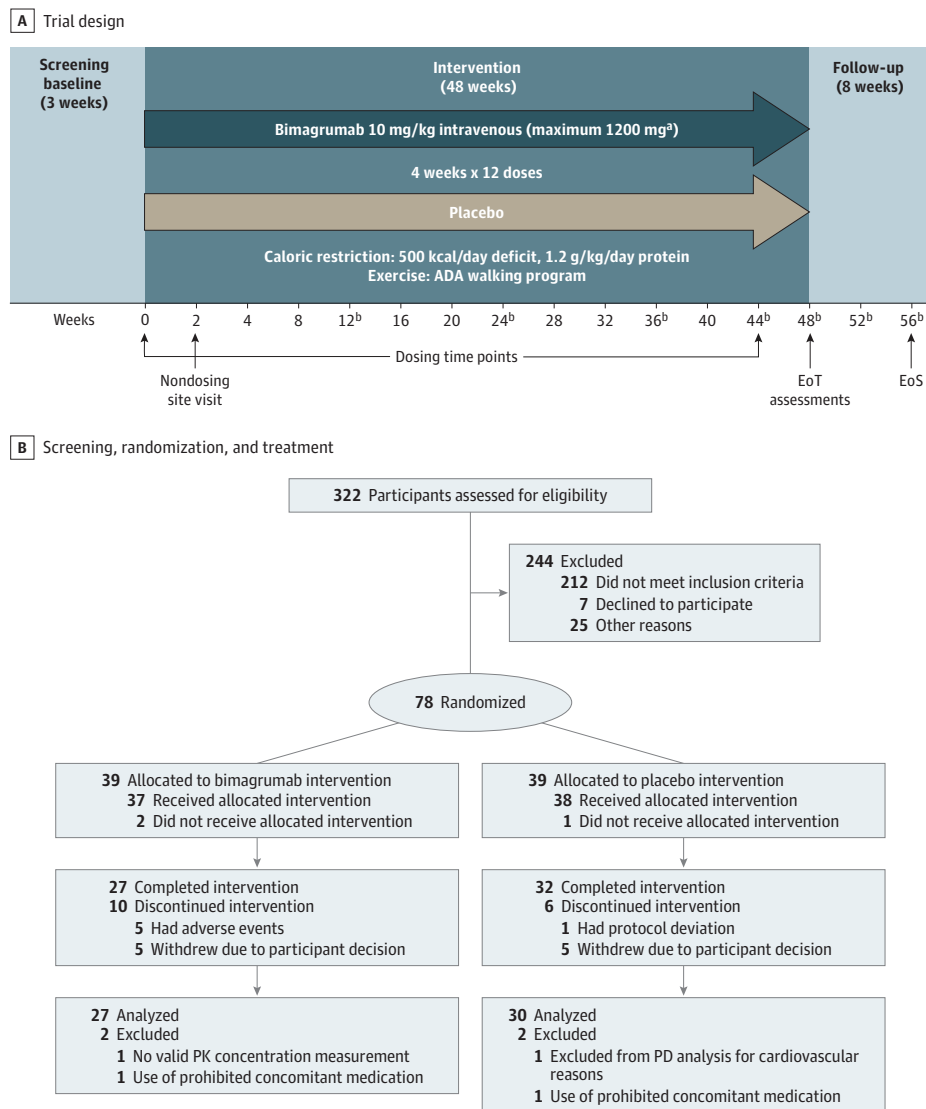 A Trial design
Screening
baseline
(3 weeks)
Intervention
(48 weeks)
Follow-up
(8 weeks)
Bimagrumab 10 mg/kg intravenous (maximum 1200 mgᵃ)
4 weeks x 12 doses
Placebo
Caloric restriction: 500 kcal/day deficit, 1.2 g/kg/day protein
Exercise: ADA walking program
Weeks 0 2 4 8 12ᵇ 16 20 24ᵇ 28 32 36ᵇ 40 44ᵇ 48ᵇ 52ᵇ 56ᵇ
Dosing time points
Nondosing
site visit
EoT
assessments
EoS
B Screening, randomization, and treatment
322 Participants assessed for eligibility
244 Excluded
212 Did not meet inclusion criteria
7 Declined to participate
25 Other reasons
78 Randomized
39 Allocated to bimagrumab intervention
37 Received allocated intervention
2 Did not receive allocated intervention
39 Allocated to placebo intervention
38 Received allocated intervention
1 Did not receive allocated intervention
27 Completed intervention
10 Discontinued intervention
5 Had adverse events
5 Withdrew due to participant decision
32 Completed intervention
6 Discontinued intervention
1 Had protocol deviation
5 Withdrew due to participant decision
27 Analyzed
2 Excluded
1 No valid PK concentration measurement
1 Use of prohibited concomitant medication
30 Analyzed
2 Excluded
1 Excluded from PD analysis for cardiovascular
reasons
1 Use of prohibited concomitant medication